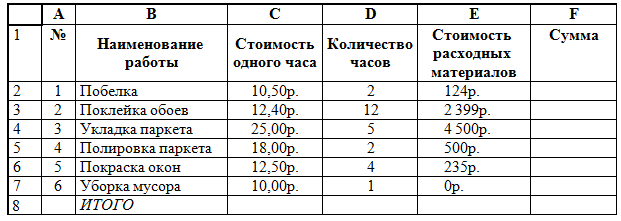 A B C D E F
1 № Наименование работы Стоимость одного часа Количество часов Стоимость расходных материалов Сумма
2 1 Побелка 10,50р. 2 124р.
3 2 Поклейка обоев 12,40р. 12 2 399р.
4 3 Укладка паркета 25,00р. 5 4 500р.
5 4 Полировка паркета 18,00р. 2 500р.
6 5 Покраска окон 12,50р. 4 235р.
7 6 Уборка мусора 10,00р. 1 0р.
8 ИТОГО